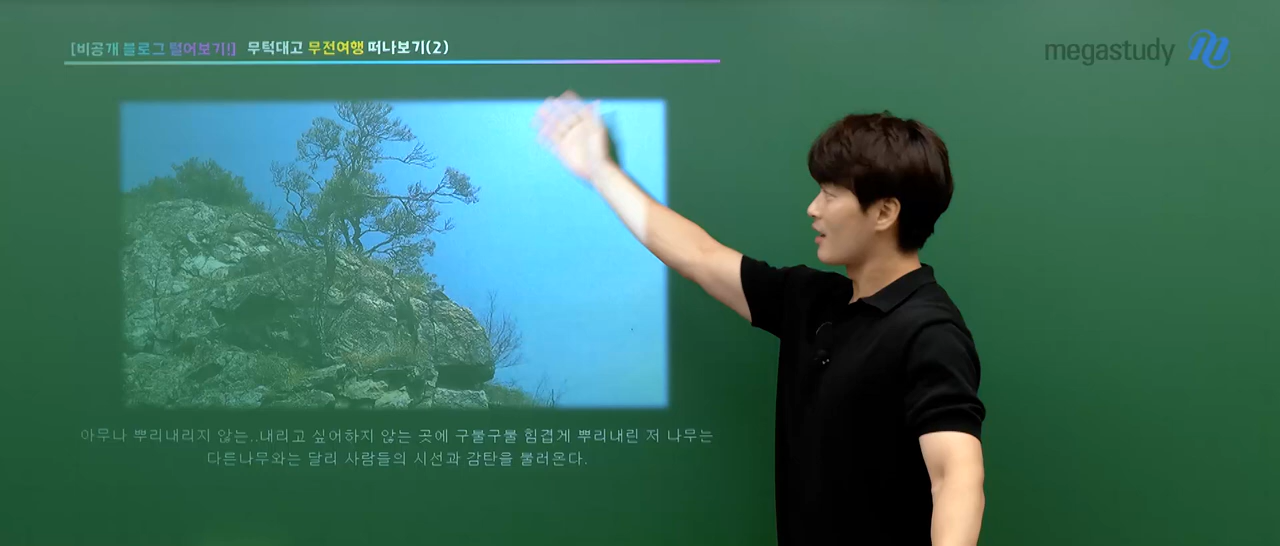 [비공개 블로그 털어보기!] 무턱대고 무전여행 떠나보기(2)
megastudy
아무나 뿌리내리지 않는..내리고 싶어하지 않는 곳에 구불구불 힘겹게 뿌리내린 저 나무는
다른나무와는 달리 사람들의 시선과 감탄을 불러온다.